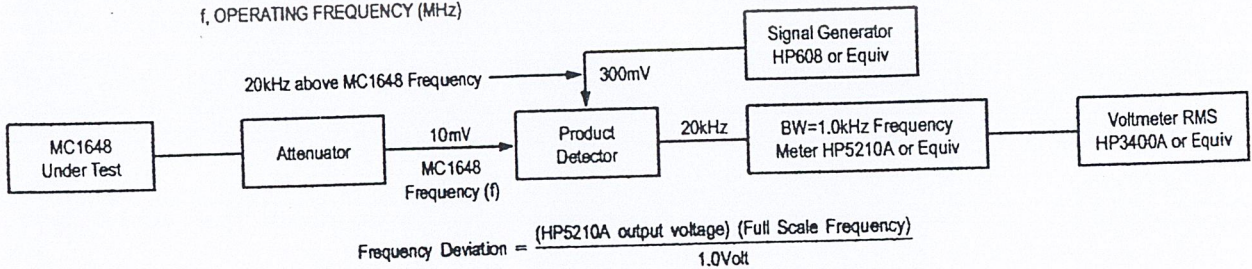 f, OPERATING FREQUENCY (MHz)
Signal Generator
HP608 or Equiv
20kHz above MC1648 Frequency
300mV
MC1648
Under Test
Attenuator
10mV
MC1648
Frequency (f)
Product
Detector
20kHz
BW=1.0kHz Frequency
Meter HP5210A or Equiv
Voltmeter RMS
HP3400A or Equiv
Frequency Deviation = (HP5210A output voltage) (Full Scale Frequency)
1.0Volt